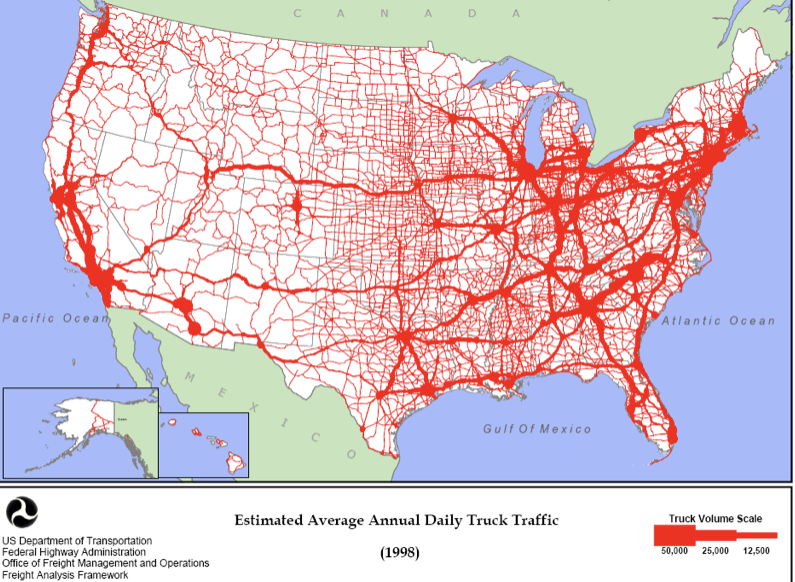 C A N A D A
Pacific Ocean
Atlantic Ocean
M E X I C O
Gulf Of Mexico
Estimated Average Annual Daily Truck Traffic
(1998)
US Department of Transportation
Federal Highway Administration
Office of Freight Management and Operations
Freight Analysis Framework
Truck Volume Scale
50,000 25,000 12,500